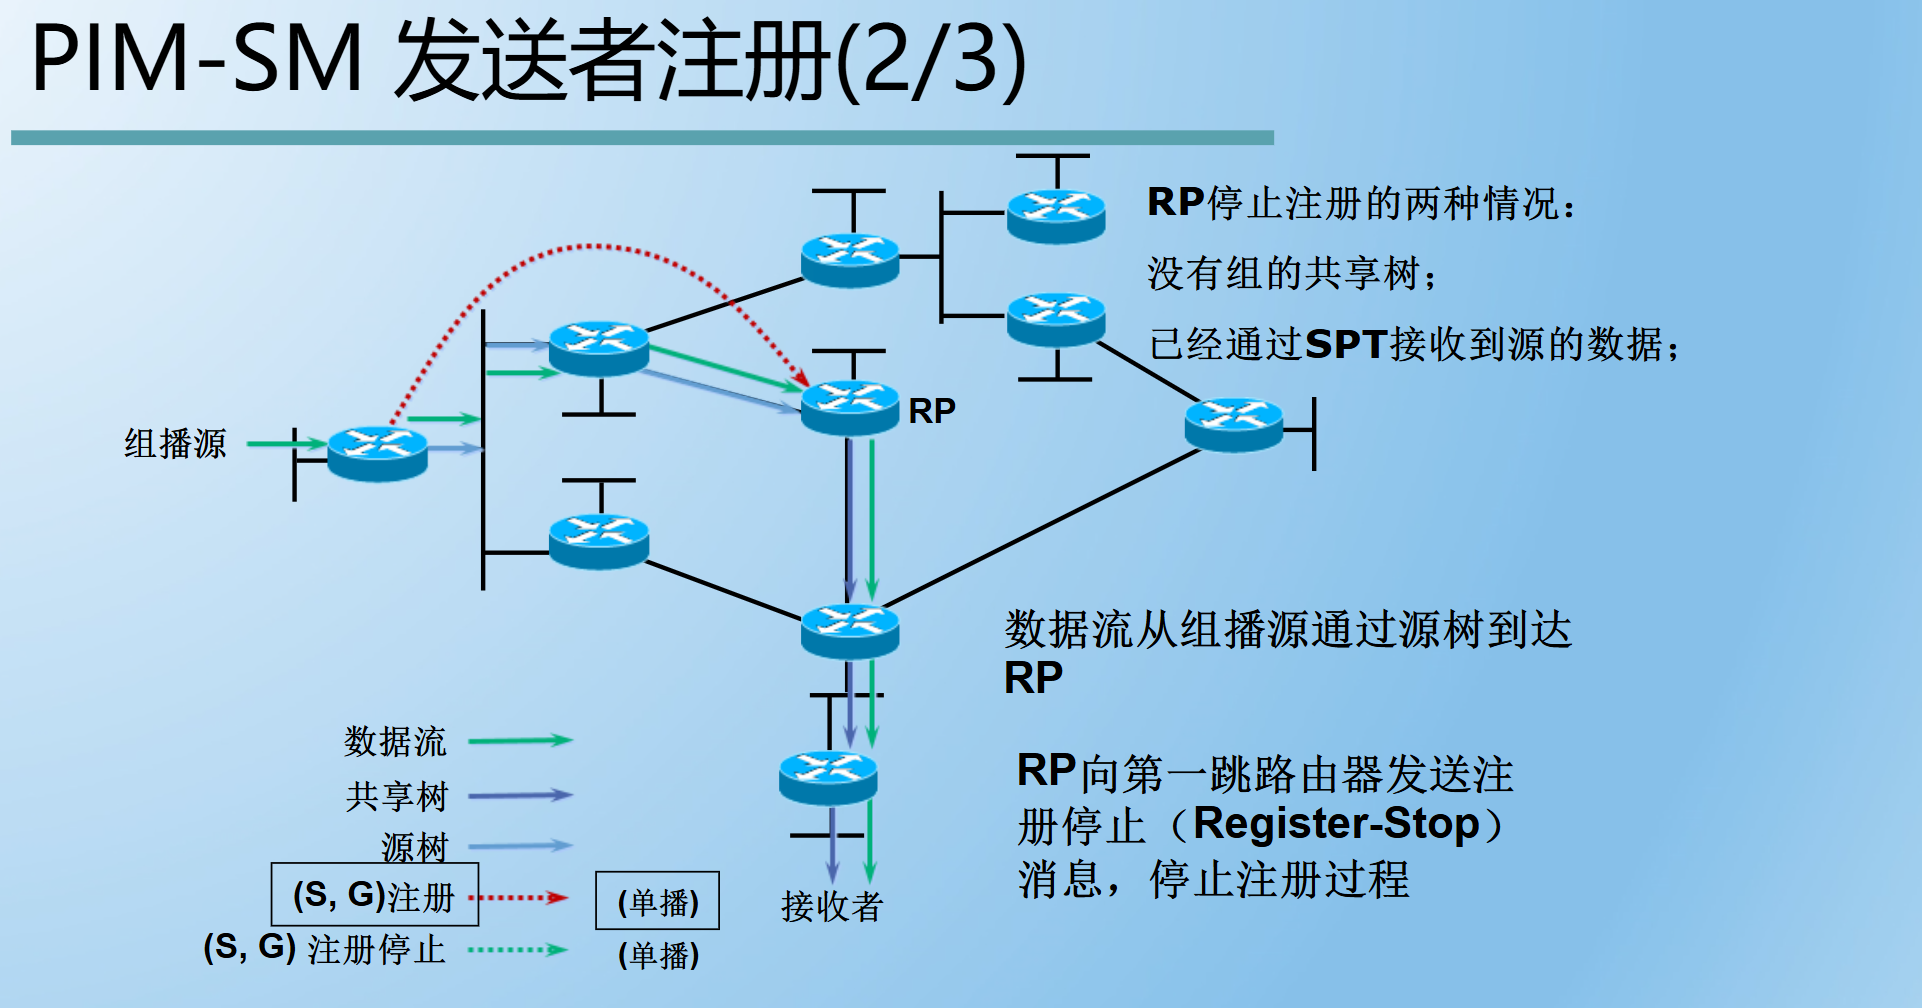 PIM-SM 发送者注册(2/3)
RP停止注册的两种情况：
没有组的共享树；
已经通过SPT接收到源的数据；
RP
组播源
数据流从组播源通过源树到达
RP
RP向第一跳路由器发送注
册停止（Register-Stop）
消息，停止注册过程
数据流
共享树
源树
(S, G)注册 (单播)
(S, G) 注册停止 (单播)
接收者